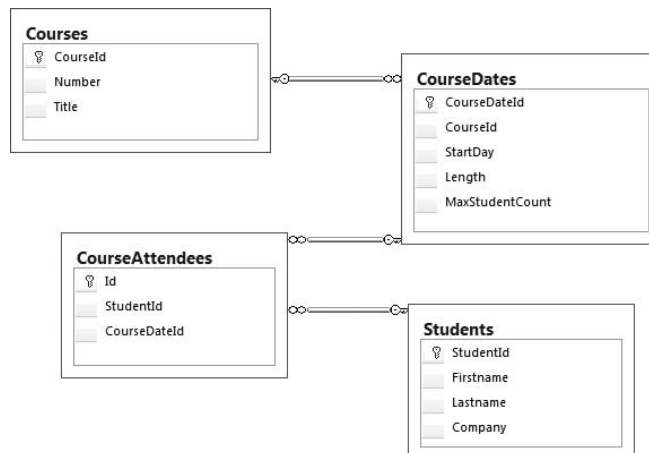 Courses
CourseId
Number
Title
CourseDates
CourseDateId
CourseId
StartDay
Length
MaxStudentCount
CourseAttendees
Id
StudentId
CourseDateId
Students
StudentId
Firstname
Lastname
Company